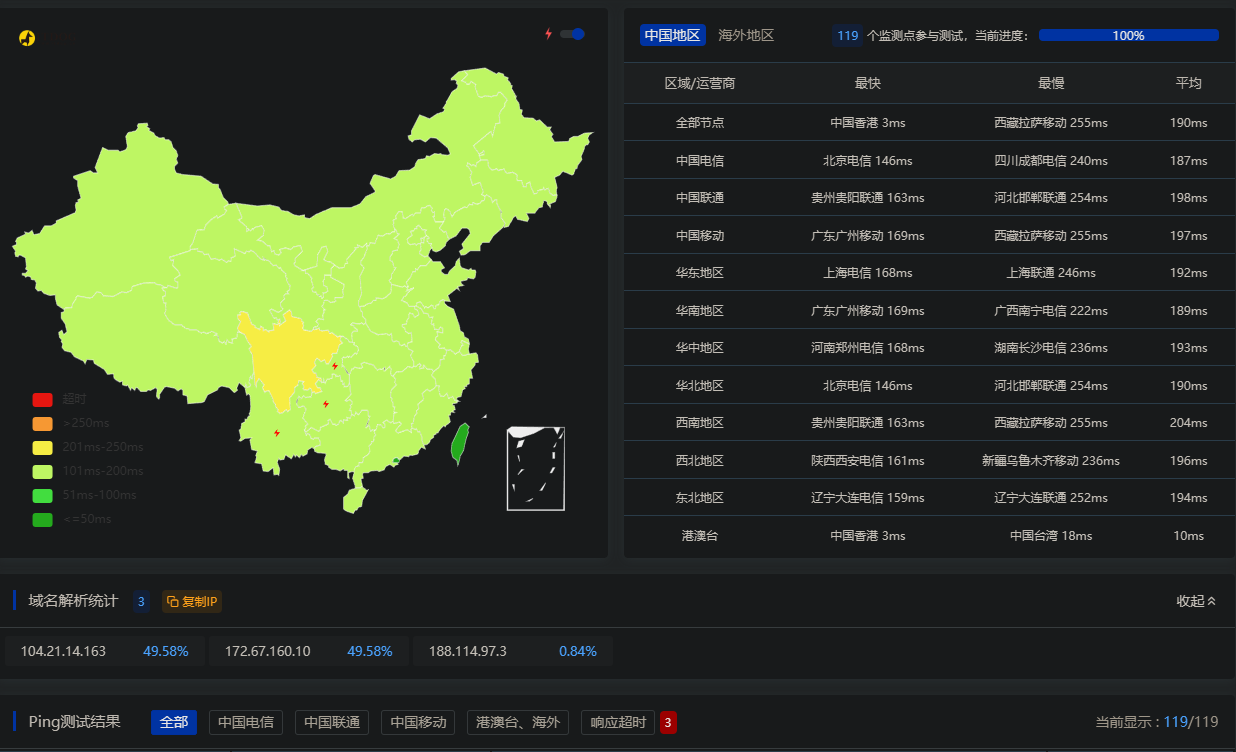 超时
>250ms
201ms-250ms
101ms-200ms
51ms-100ms
<=50ms
中国地区 海外地区 119 个监测点参与测试，当前进度： 100%
区域/运营商 最快 最慢 平均
全部节点 中国香港 3ms 西藏拉萨移动 255ms 190ms
中国电信 北京电信 146ms 四川成都电信 240ms 187ms
中国联通 贵州贵阳联通 163ms 河北邯郸联通 254ms 198ms
中国移动 广东广州移动 169ms 西藏拉萨移动 255ms 197ms
华东地区 上海电信 168ms 上海联通 246ms 192ms
华南地区 广东广州移动 169ms 广西南宁电信 222ms 189ms
华中地区 河南郑州电信 168ms 湖南长沙电信 236ms 193ms
华北地区 北京电信 146ms 河北邯郸联通 254ms 190ms
西南地区 贵州贵阳联通 163ms 西藏拉萨移动 255ms 204ms
西北地区 陕西西安电信 161ms 新疆乌鲁木齐移动 236ms 196ms
东北地区 辽宁大连电信 159ms 辽宁大连联通 252ms 194ms
港澳台 中国香港 3ms 中国台湾 18ms 10ms
域名解析统计 3 复制IP 收起
104.21.14.163 49.58% 172.67.160.10 49.58% 188.114.97.3 0.84%
Ping测试结果 全部 中国电信 中国联通 中国移动 港澳台、海外 响应超时 3 当前显示 : 119/119